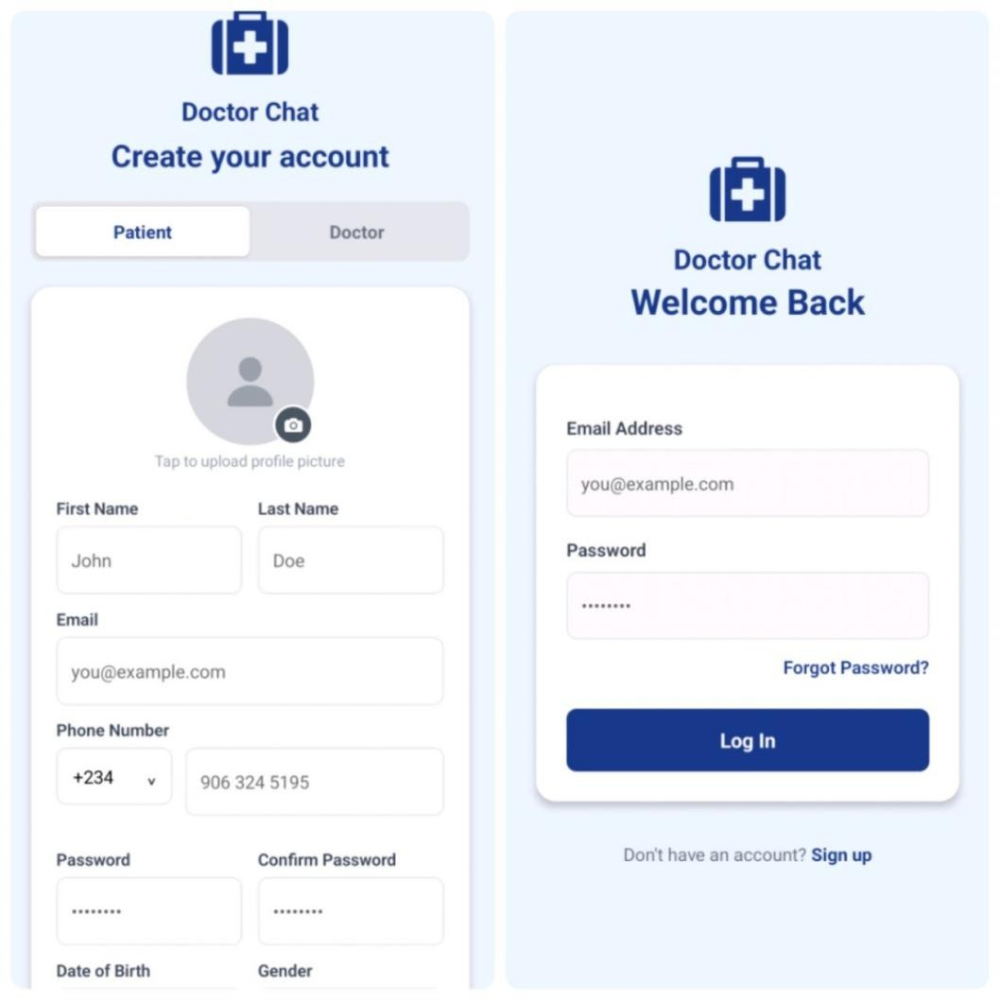 Doctor Chat
Create your account
Patient Doctor
Tap to upload profile picture
First Name Last Name
John Doe
Email
you@example.com
Phone Number
+234 v 906 324 5195
Password Confirm Password
•••••••• ••••••••
Date of Birth Gender
Doctor Chat
Welcome Back
Email Address
you@example.com
Password
••••••••
Forgot Password?
Log In
Don't have an account? Sign up